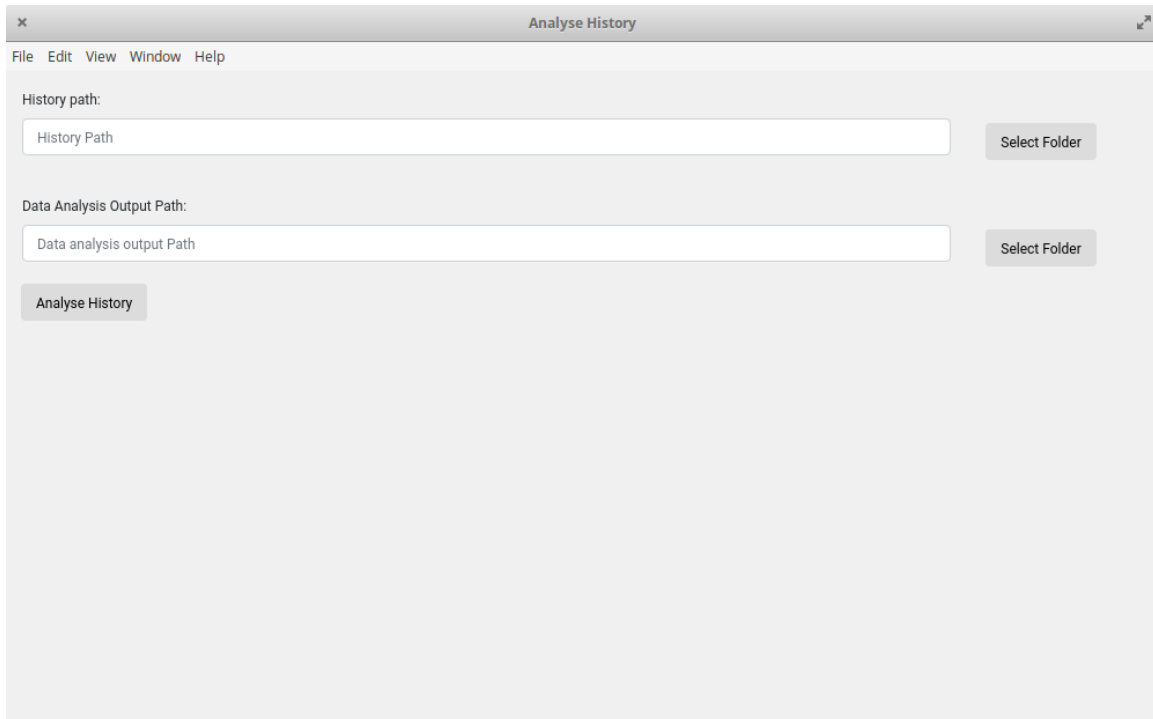 Analyse History
File Edit View Window Help
History path:
History Path
Select Folder
Data Analysis Output Path:
Data analysis output Path
Select Folder
Analyse History